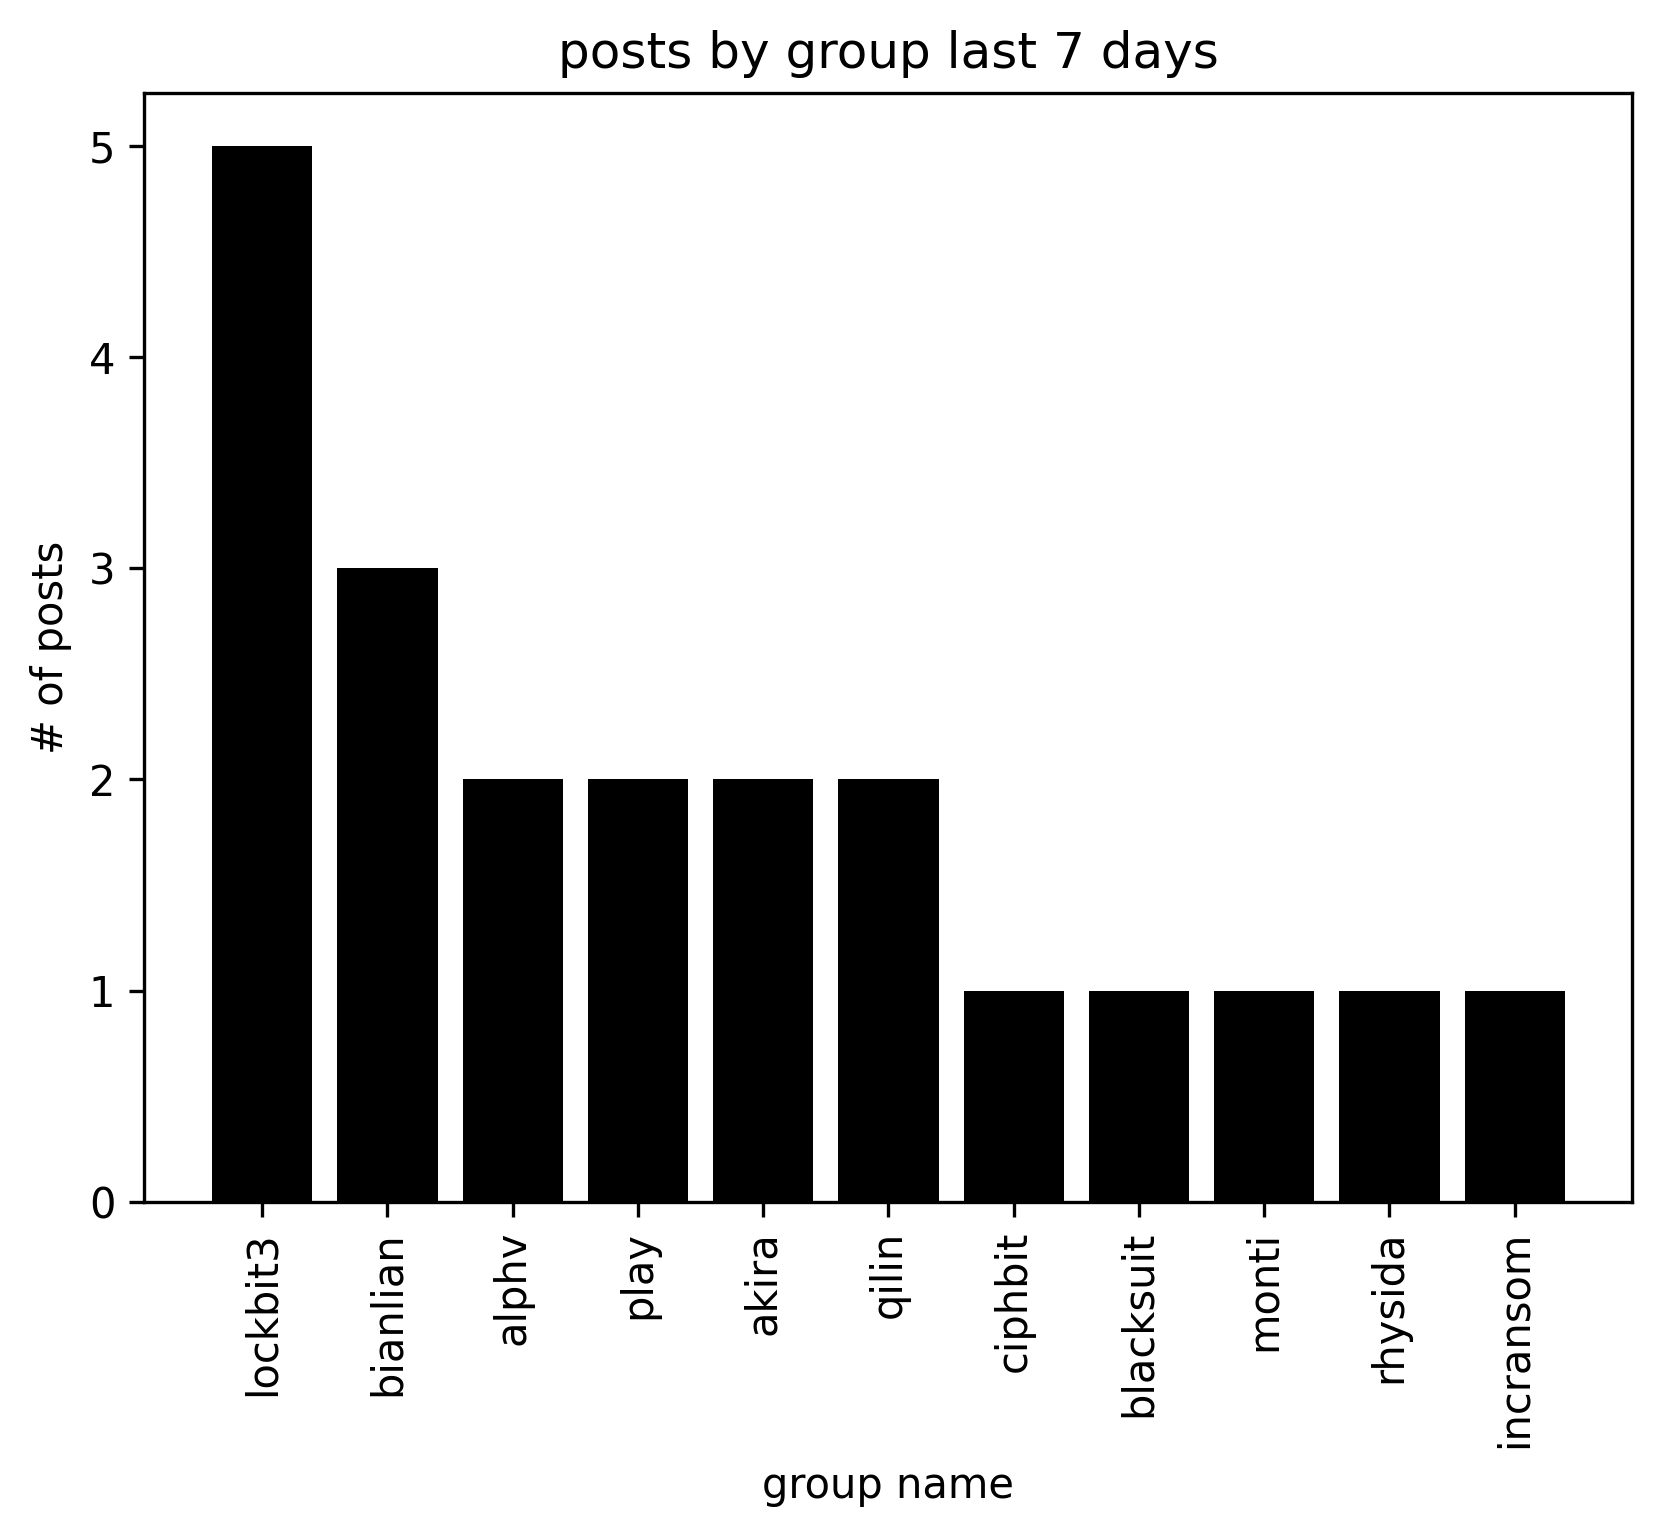 posts by group last 7 days
# of posts
5
4
3
2
1
0
lockbit3
bianlian
alphv
play
akira
qilin
ciphbit
blacksuit
monti
rhysida
incransom
group name